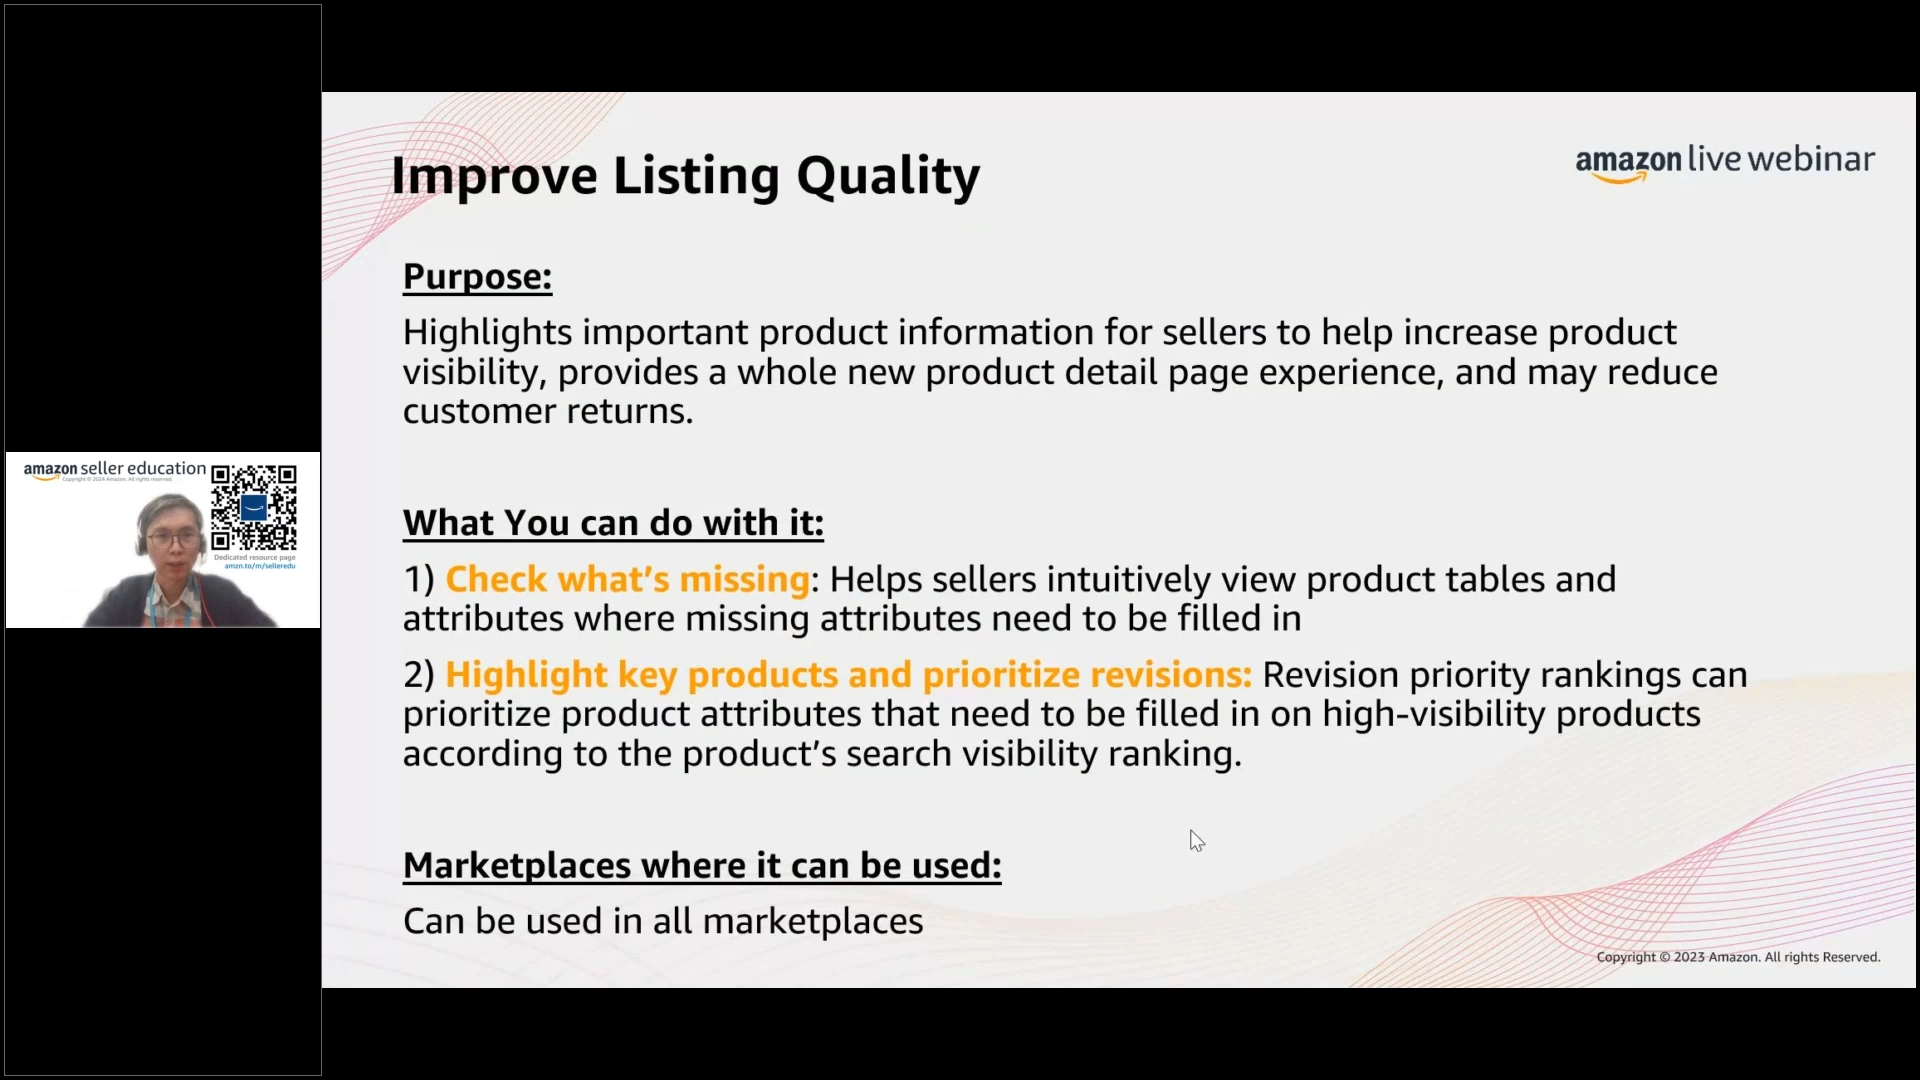 Improve Listing Quality
amazon live webinar
Purpose:
Highlights important product information for sellers to help increase product
visibility, provides a whole new product detail page experience, and may reduce
customer returns.
What You can do with it:
1) Check what’s missing: Helps sellers intuitively view product tables and
attributes where missing attributes need to be filled in
2) Highlight key products and prioritize revisions: Revision priority rankings can
prioritize product attributes that need to be filled in on high-visibility products
according to the product’s search visibility ranking.
Marketplaces where it can be used:
Can be used in all marketplaces
Copyright © 2023 Amazon. All rights Reserved.
amazon seller education
Copyright © 2024 Amazon. All rights reserved.
Dedicated resource page
amzn.to/m/selleredu